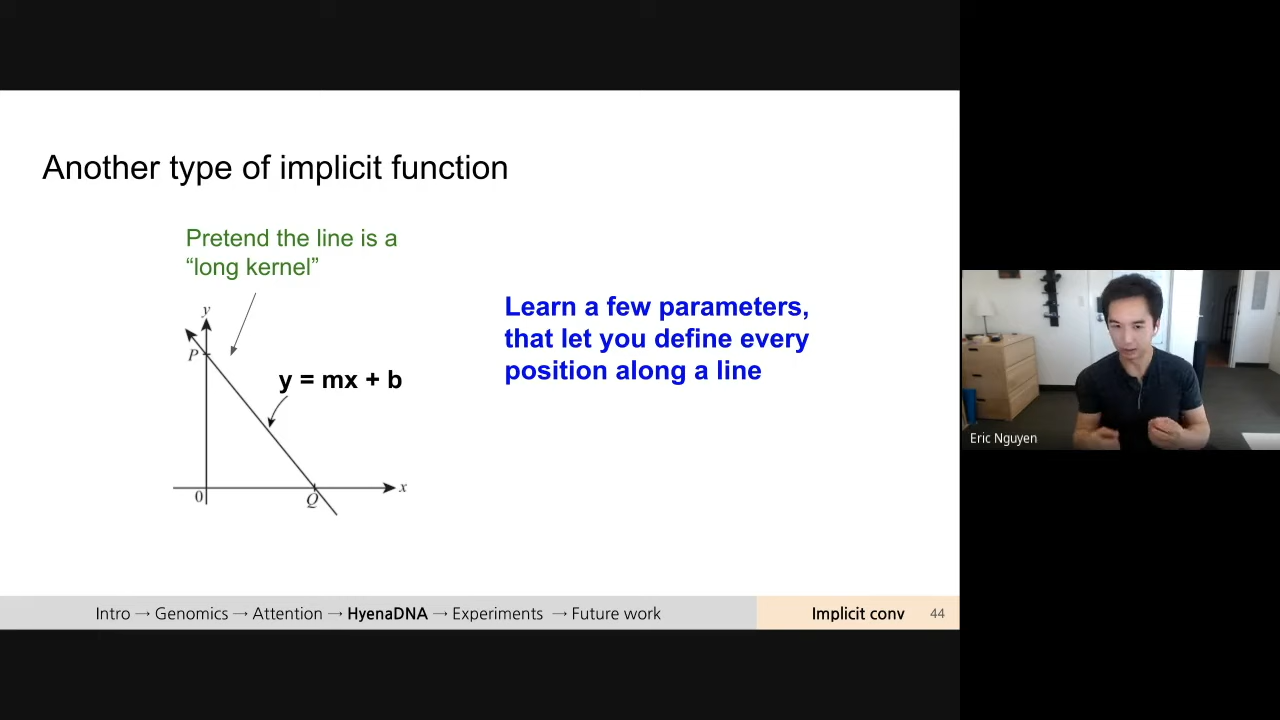 Another type of implicit function
Pretend the line is a
“long kernel”
Learn a few parameters,
that let you define every
position along a line
y
P
y = mx + b
0
Q
x
Eric Nguyen
Intro → Genomics → Attention → HyenaDNA → Experiments → Future work
Implicit conv 44